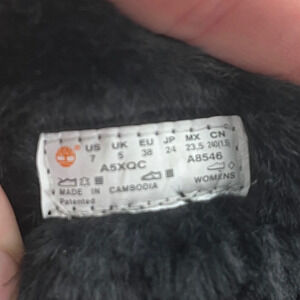 US UK EU JP MX CN
7 5 38 24 23,5 240(1,5)
A5XQC A8546
MADE IN CAMBODIA WOMENS
Patented